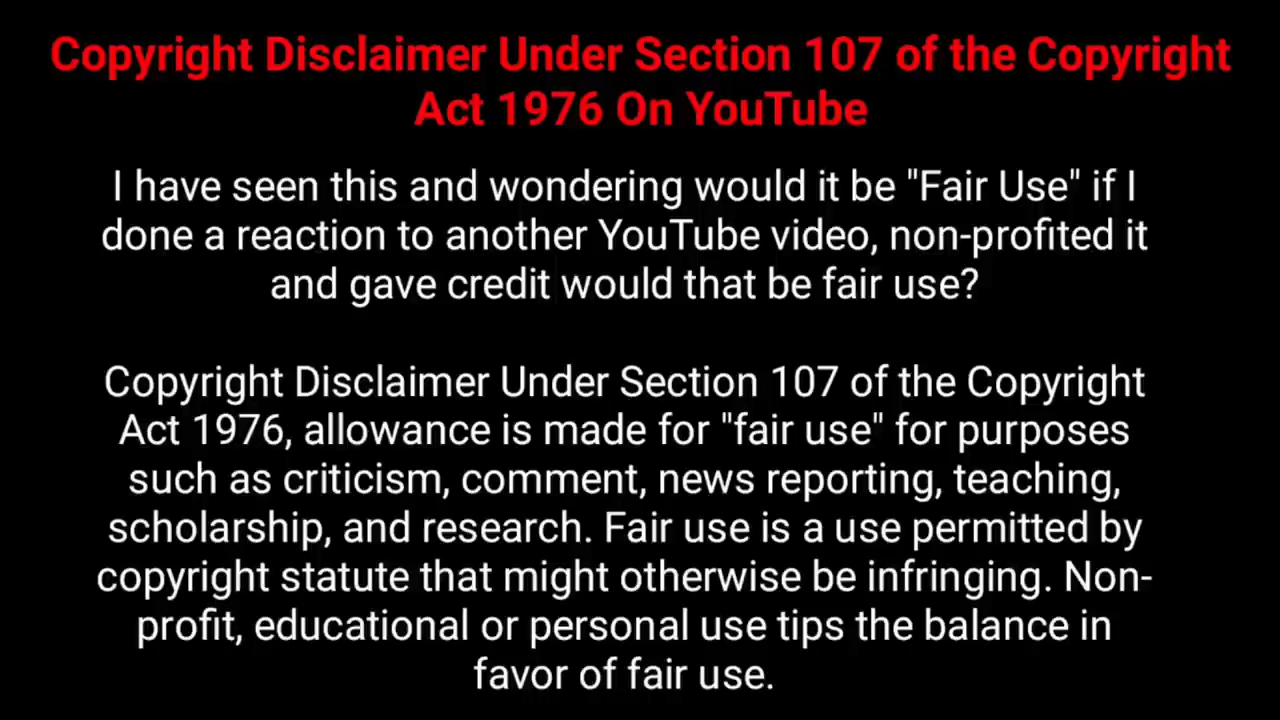 Copyright Disclaimer Under Section 107 of the Copyright
Act 1976 On YouTube
I have seen this and wondering would it be "Fair Use" if I
done a reaction to another YouTube video, non-profited it
and gave credit would that be fair use?
Copyright Disclaimer Under Section 107 of the Copyright
Act 1976, allowance is made for "fair use" for purposes
such as criticism, comment, news reporting, teaching,
scholarship, and research. Fair use is a use permitted by
copyright statute that might otherwise be infringing. Non-
profit, educational or personal use tips the balance in
favor of fair use.